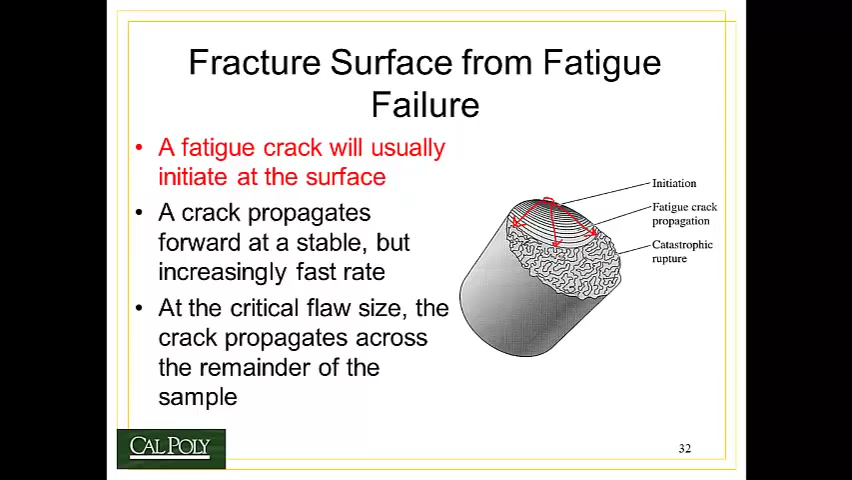 Fracture Surface from Fatigue
Failure
• A fatigue crack will usually
initiate at the surface
• A crack propagates
forward at a stable, but
increasingly fast rate
• At the critical flaw size, the
crack propagates across
the remainder of the
sample
Initiation
Fatigue crack
propagation
Catastrophic
rupture
CAL POLY
32